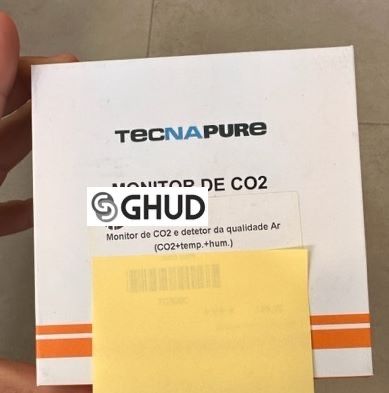 TECNAPURE
MONITOR DE CO2
GHUD
Monitor de CO2 e detetor da qualidade Ar
(CO2+temp.+hum.)